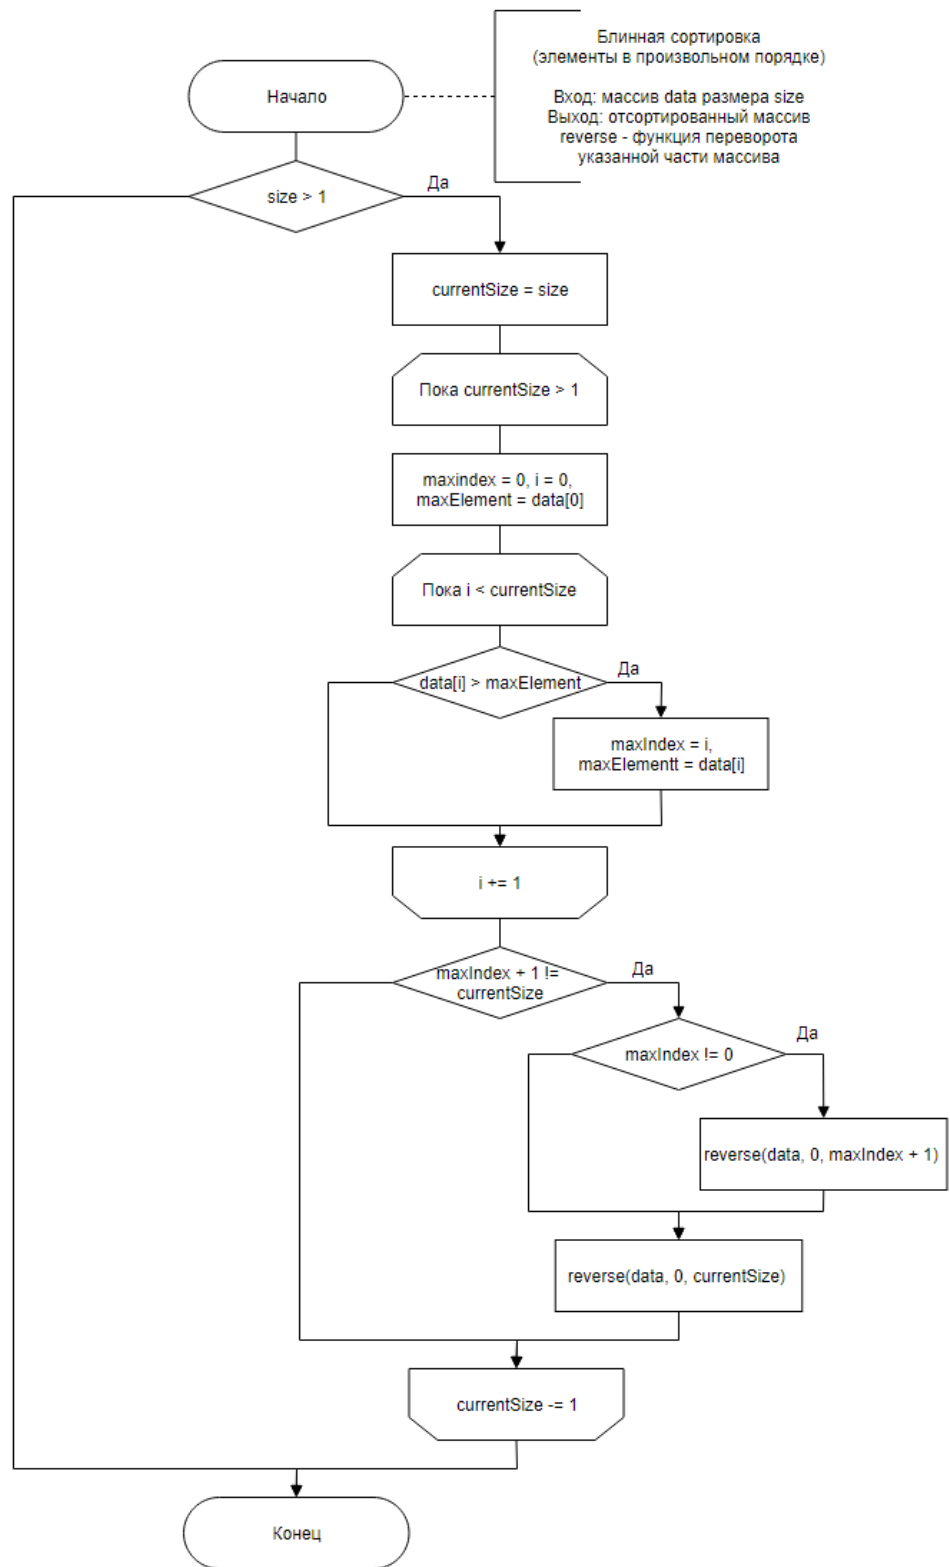 Блинная сортировка
(элементы в произвольном порядке)
Вход: массив data размера size
Выход: отсортированный массив
reverse - функция переворота
указанной части массива
Начало
size > 1
Да
currentSize = size
Пока currentSize > 1
maxindex = 0, i = 0,
maxElement = data[0]
Пока i < currentSize
data[i] > maxElement
Да
maxIndex = i,
maxElementt = data[i]
i += 1
maxIndex + 1 !=
currentSize
Да
maxIndex != 0
Да
reverse(data, 0, maxIndex + 1)
reverse(data, 0, currentSize)
currentSize -= 1
Конец